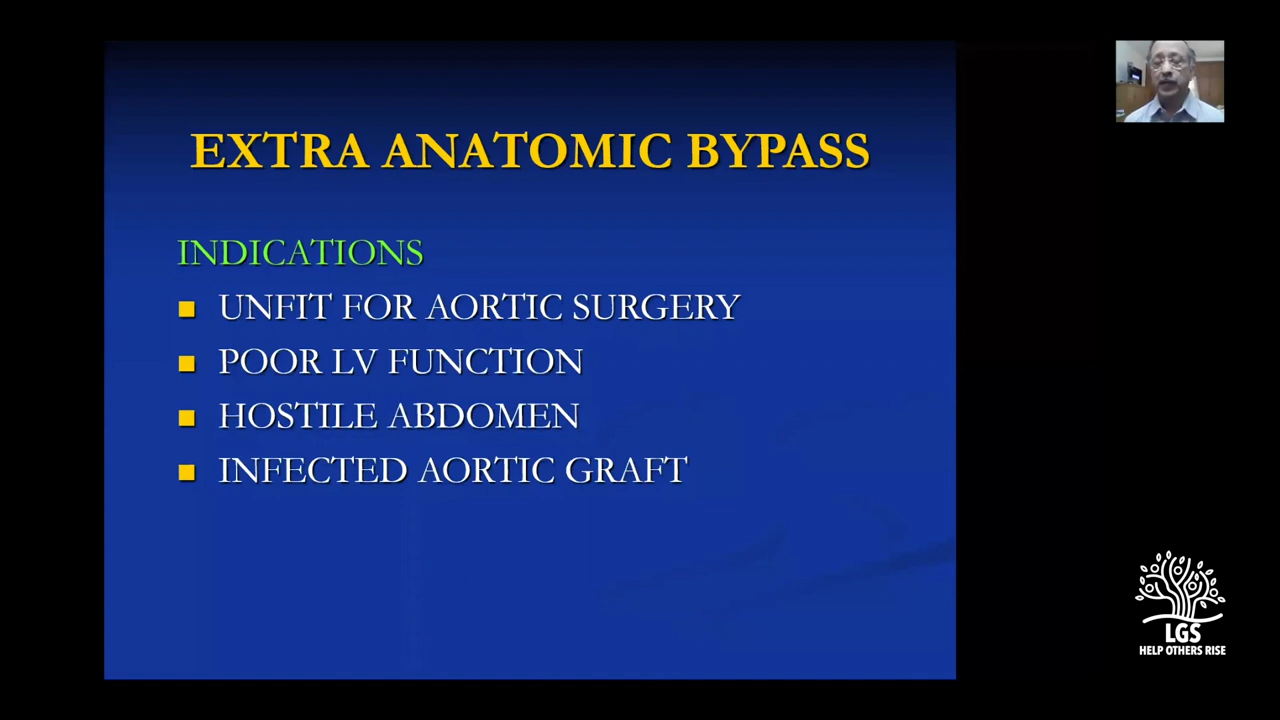 EXTRA ANATOMIC BYPASS
INDICATIONS
UNFIT FOR AORTIC SURGERY
POOR LV FUNCTION
HOSTILE ABDOMEN
INFECTED AORTIC GRAFT
LGS
HELP OTHERS RISE